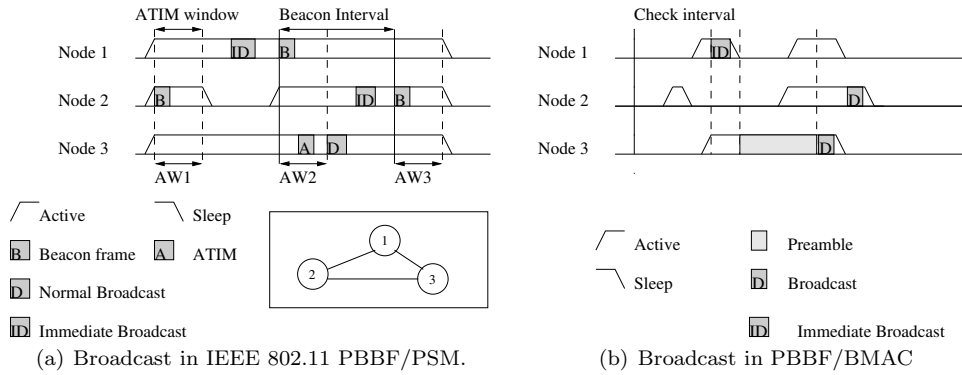 ATIM window
Beacon Interval
Node 1
ID
B
Node 2
B
ID
B
Node 3
A
D
AW1
AW2
AW3
Active
Sleep
B
Beacon frame
A
ATIM
D
Normal Broadcast
ID
Immediate Broadcast
1
2
3
(a) Broadcast in IEEE 802.11 PBBF/PSM.
Check interval
Node 1
ID
Node 2
D
Node 3
D
Active
Preamble
Sleep
D
Broadcast
ID
Immediate Broadcast
(b) Broadcast in PBBF/BMAC